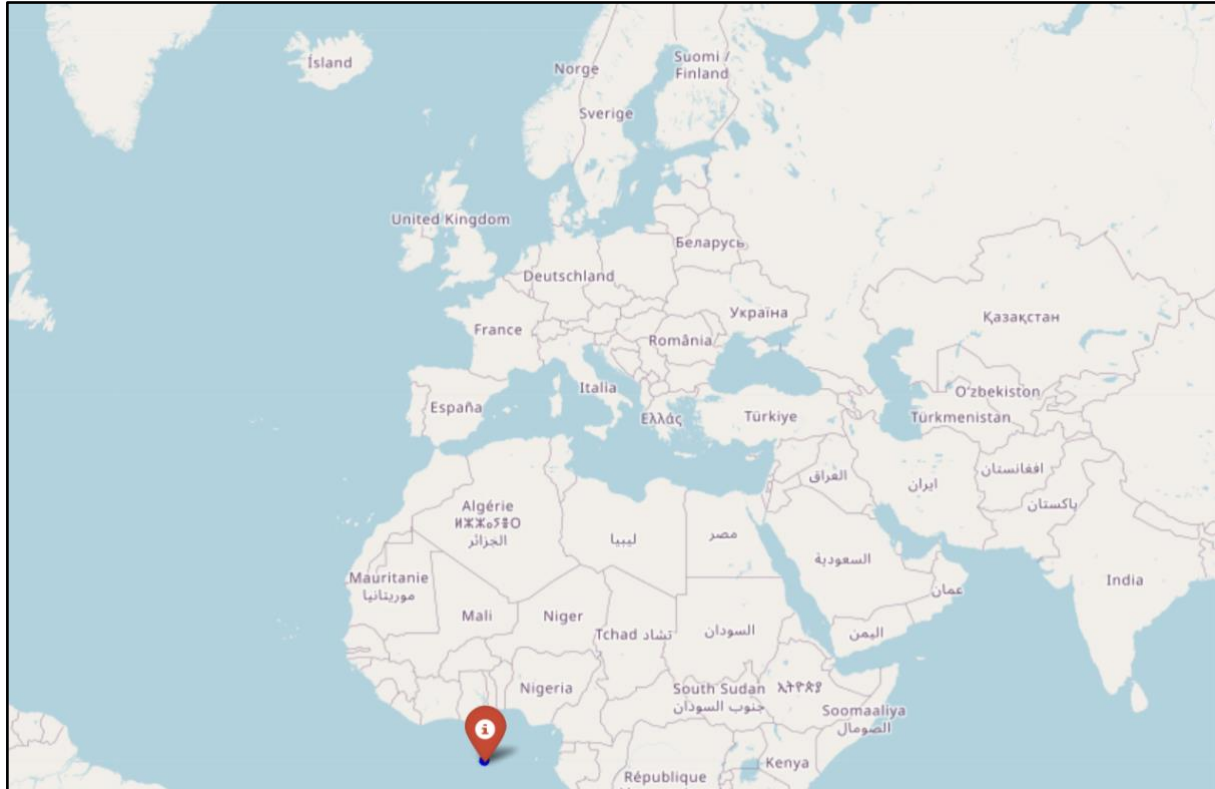 Ísland
Norge
Suomi /
Finland
Sverige
United Kingdom
Беларусь
Deutschland
Україна
France
Қазақстан
România
Italia
O‘zbekiston
España
Ελλάς
Türkiye
Türkmenistan
افغانستان
العراق
ایران
پاکستان
Algérie
ⵍⵣⵣⴰⵢⴻⵔ
الجزائر
ليبيا
مصر
السعودية
India
Mauritanie
موريتانيا
عمان
Mali
Niger
Tchad تشاد
السودان
اليمن
Nigeria
South Sudan
جنوب السودان
ኢትዮጵያ
Soomaaliya
الصومال
Kenya
République